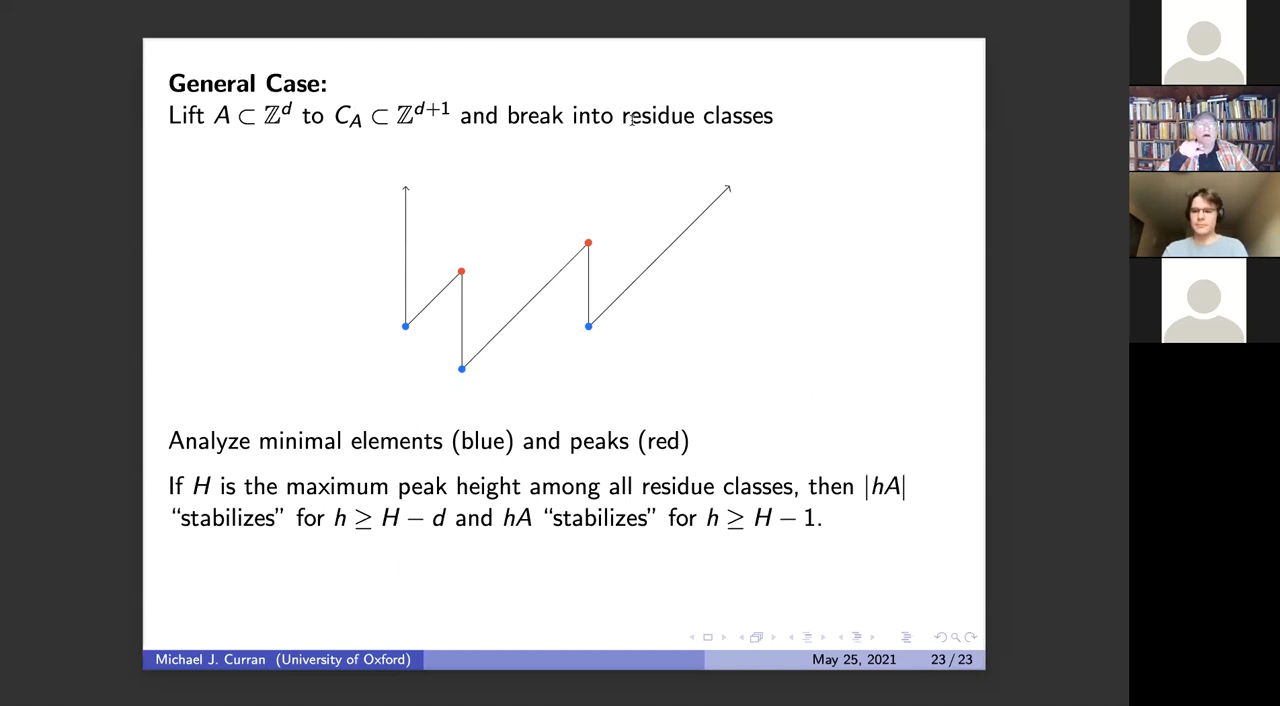 General Case:
Lift A ⊂ ℤᵈ to C_A ⊂ ℤᵈ⁺¹ and break into residue classes
Analyze minimal elements (blue) and peaks (red)
If H is the maximum peak height among all residue classes, then |hA|
“stabilizes” for h ≥ H − d and hA “stabilizes” for h ≥ H − 1.
Michael J. Curran (University of Oxford) May 25, 2021 23 / 23